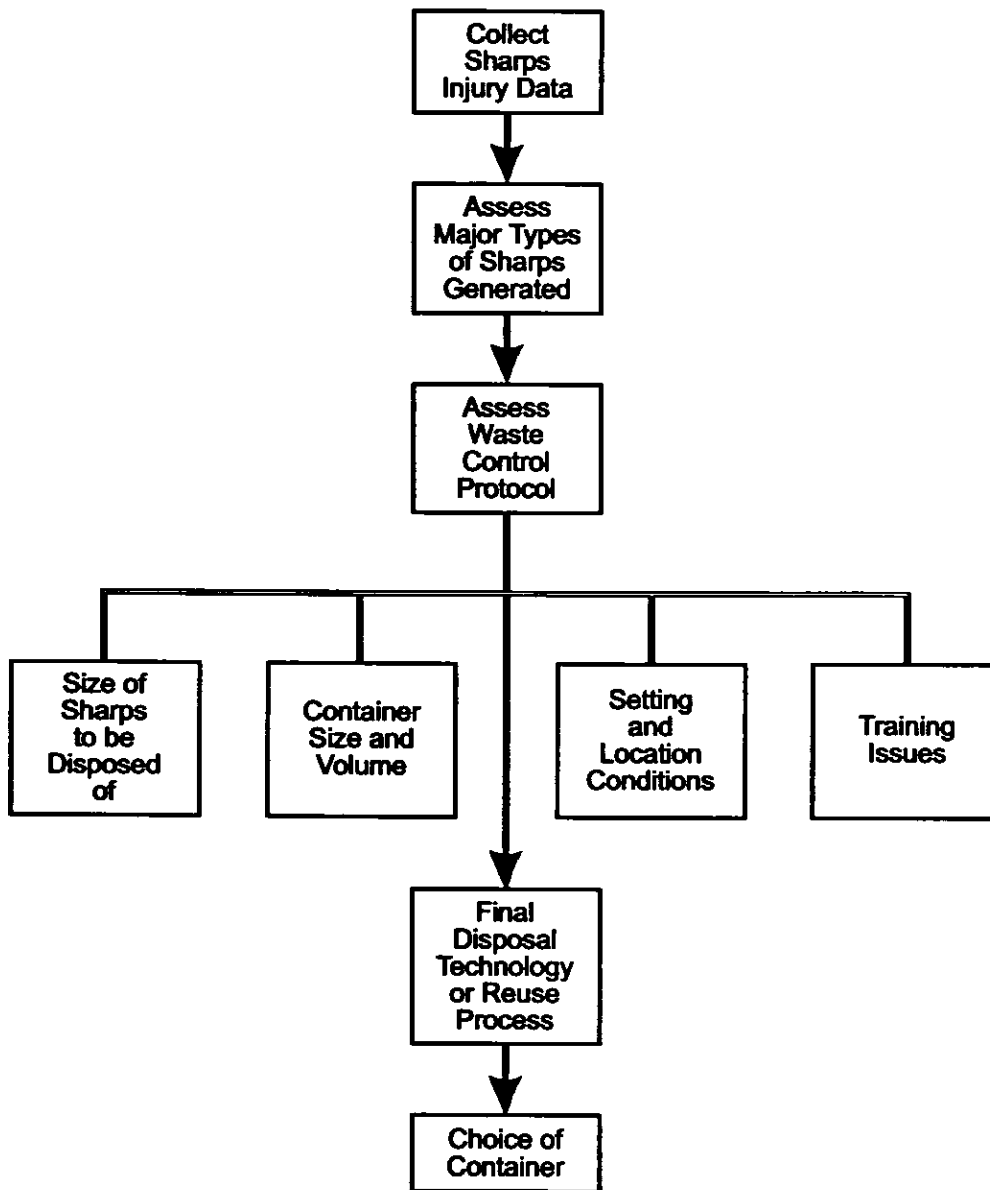 Collect
Sharps
Injury Data
Assess
Major Types
of Sharps
Generated
Assess
Waste
Control
Protocol
Size of
Sharps
to be
Disposed
of
Container
Size and
Volume
Setting
and
Location
Conditions
Training
Issues
Final
Disposal
Technology
or Reuse
Process
Choice of
Container